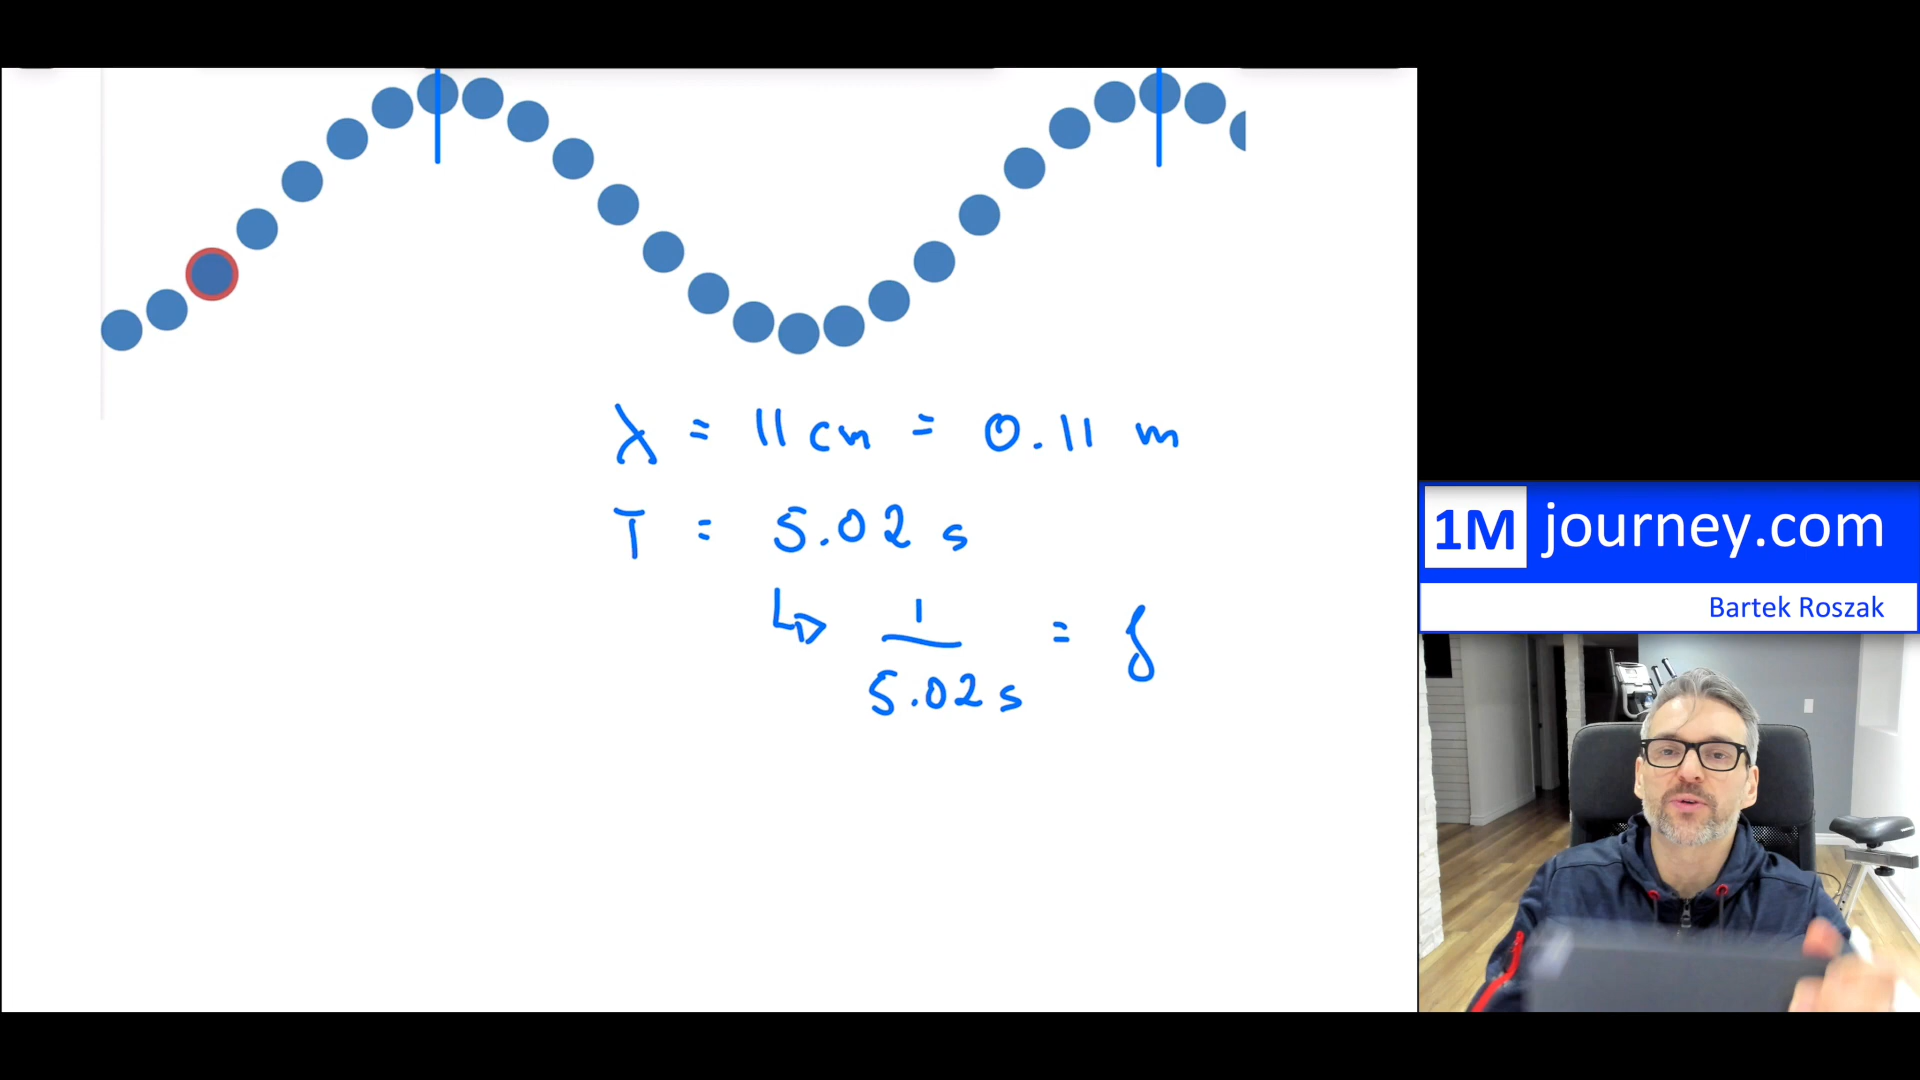 λ = 11 cm = 0.11 m
T = 5.02 s
↳ 1 / 5.02 s = f
1M journey.com
Bartek Roszak